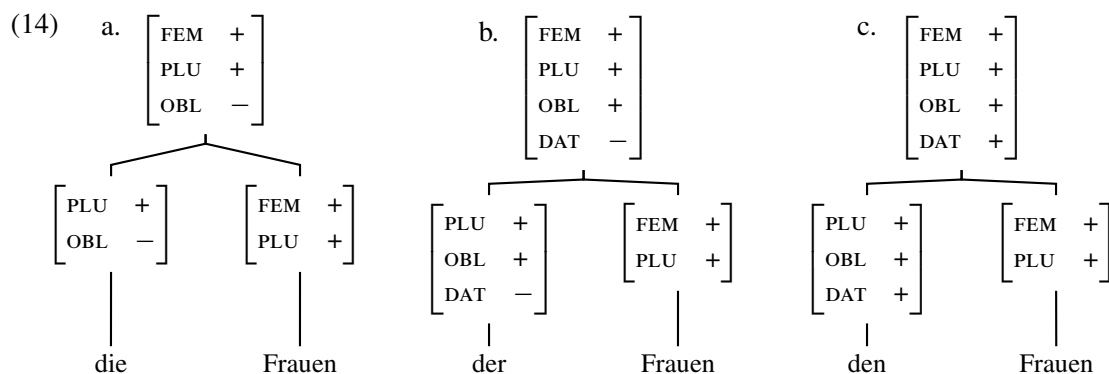 (14) a. b. c.
FEM + FEM + FEM +
PLU + PLU + PLU +
OBL − OBL + OBL +
DAT − DAT +
PLU + FEM + PLU + FEM + PLU + FEM +
OBL − PLU + OBL + PLU + OBL + PLU +
DAT − DAT +
die Frauen der Frauen den Frauen